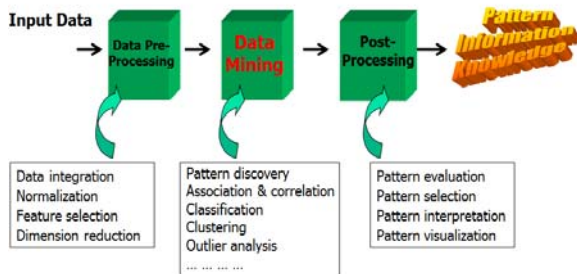 Input Data
Data Pre-
Processing
Data
Mining
Post-
Processing
Pattern
Information
Knowledge
Data integration
Normalization
Feature selection
Dimension reduction
Pattern discovery
Association & correlation
Classification
Clustering
Outlier analysis
... ... ... ...
Pattern evaluation
Pattern selection
Pattern interpretation
Pattern visualization